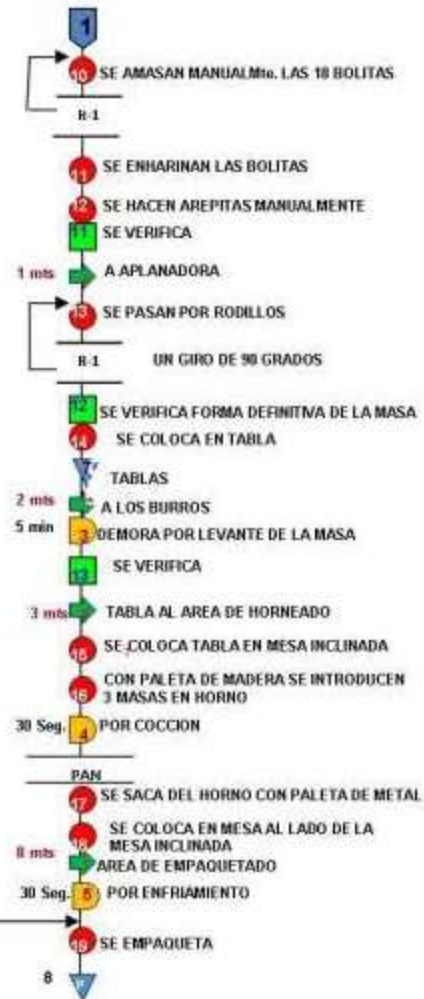 1
10 SE AMASAN MANUALMte. LAS 18 BOLITAS
R-1
11 SE ENHARINAN LAS BOLITAS
12 SE HACEN AREPITAS MANUALMENTE
11 SE VERIFICA
1 mts A APLANADORA
13 SE PASAN POR RODILLOS
R-1 UN GIRO DE 90 GRADOS
12 SE VERIFICA FORMA DEFINITIVA DE LA MASA
14 SE COLOCA EN TABLA
7 TABLAS
2 mts A LOS BURROS
5 min 3 DEMORA POR LEVANTE DE LA MASA
13 SE VERIFICA
3 mts TABLA AL AREA DE HORNEADO
15 SE COLOCA TABLA EN MESA INCLINADA
16 CON PALETA DE MADERA SE INTRODUCEN
3 MASAS EN HORNO
30 Seg. 4 POR COCCION
PAN
17 SE SACA DEL HORNO CON PALETA DE METAL
18 SE COLOCA EN MESA AL LADO DE LA
MESA INCLINADA
8 mts AREA DE EMPAQUETADO
30 Seg. 5 POR ENFRIAMIENTO
19 SE EMPAQUETA
8